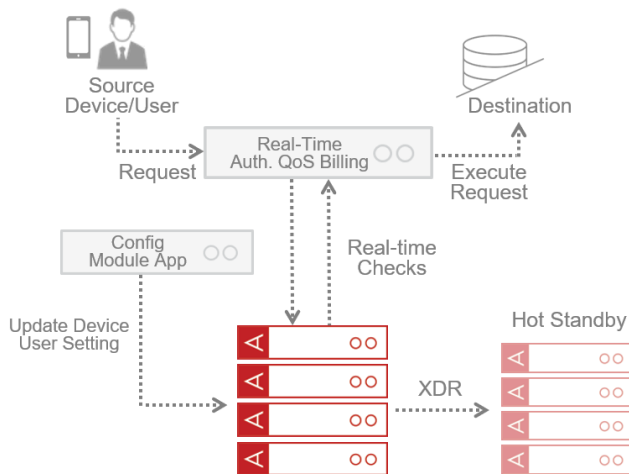 Source
Device/User
Destination
Real-Time
Auth. QoS Billing
Request
Execute
Request
Config
Module App
Real-time
Checks
Update Device
User Setting
Hot Standby
XDR